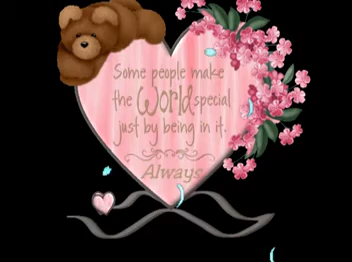 Some people make
the World special
just by being in it.
Always